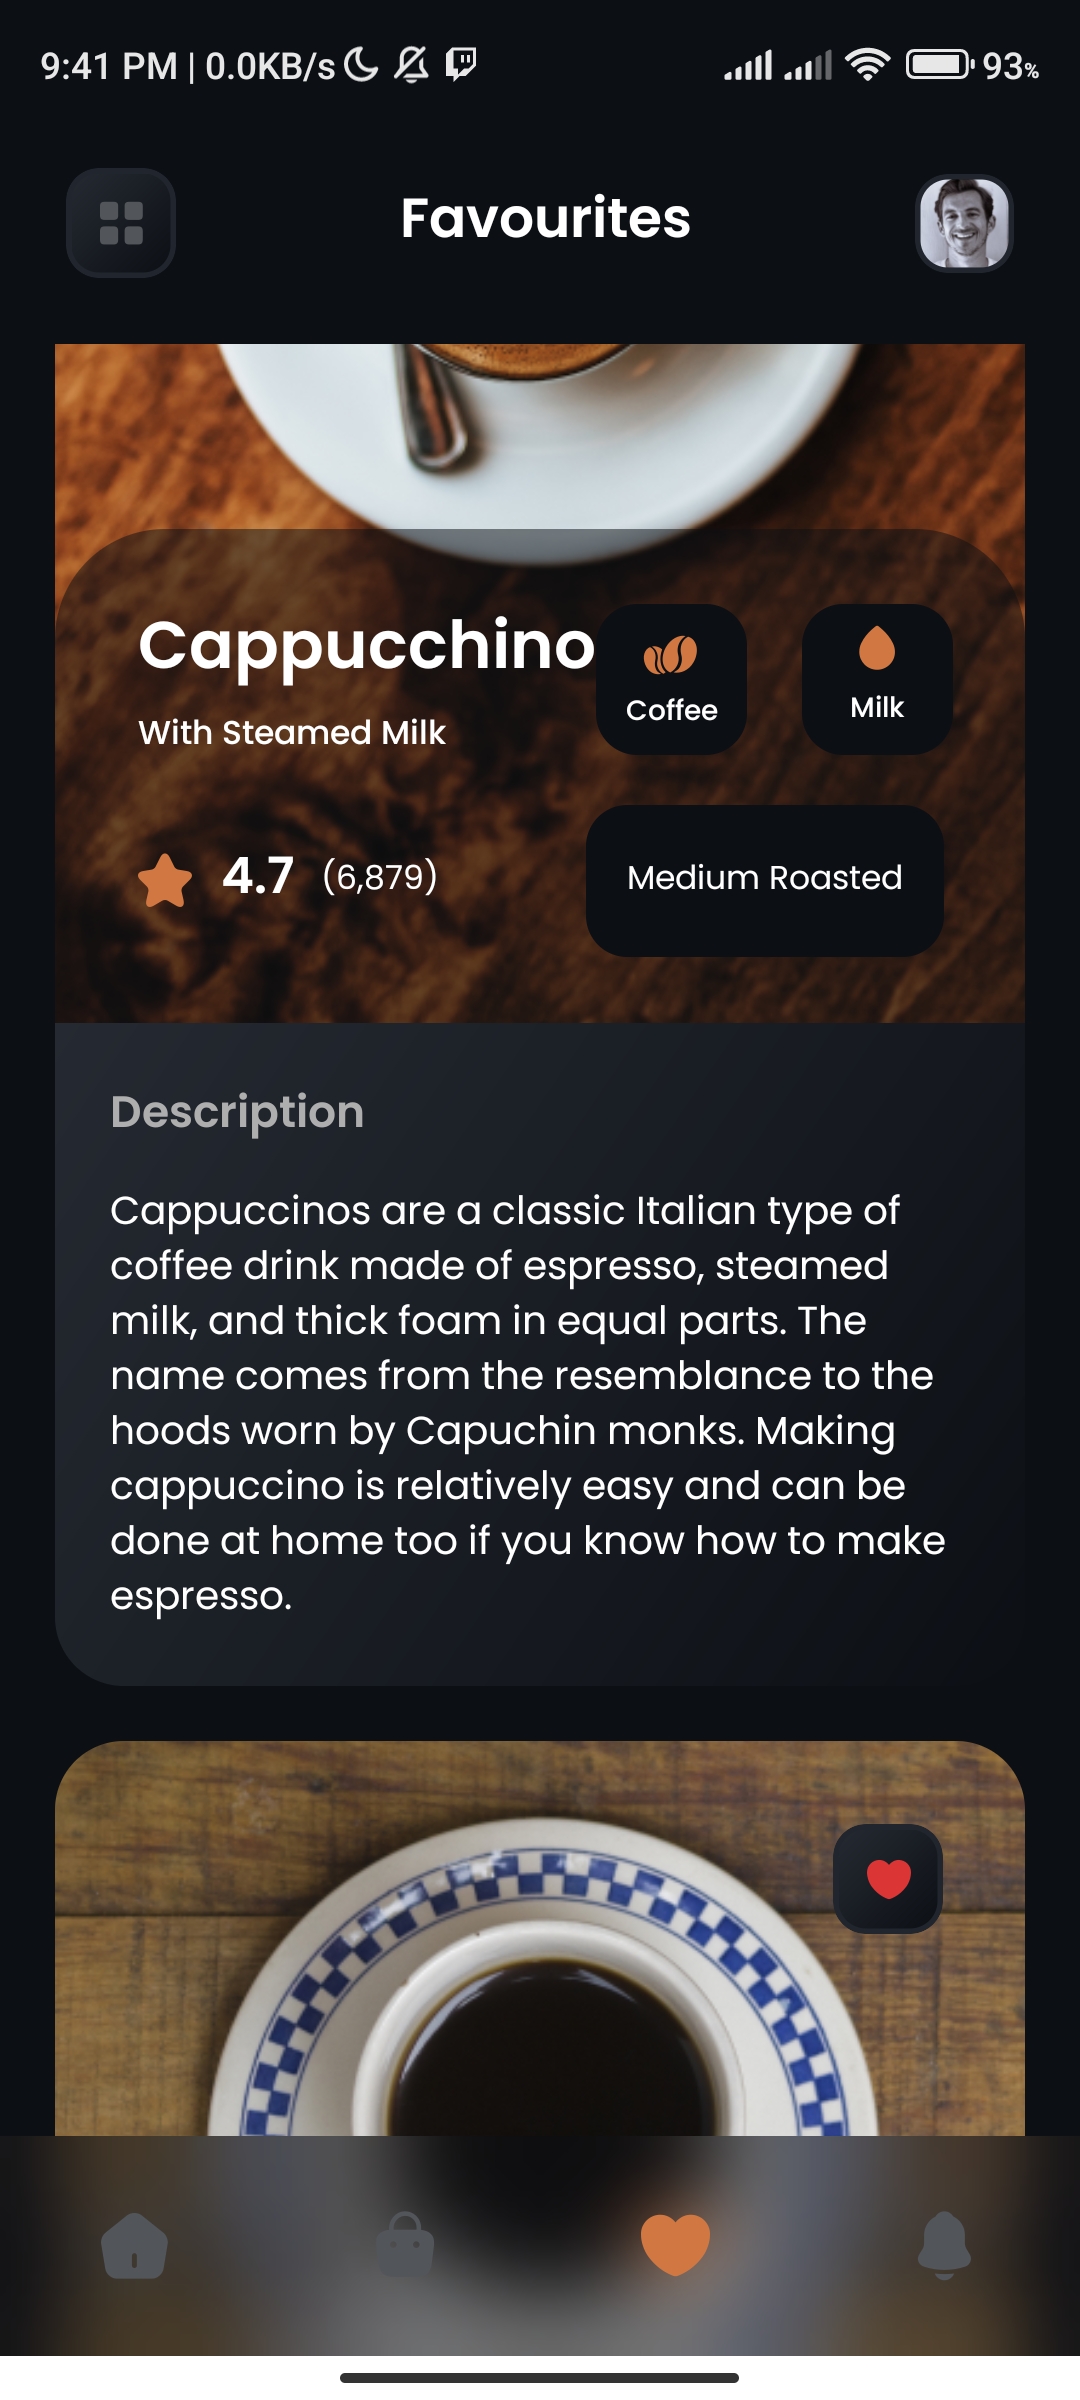 9:41 PM | 0.0KB/s 93%
Favourites
Cappucchino
With Steamed Milk
Coffee
Milk
4.7 (6,879)
Medium Roasted
Description
Cappuccinos are a classic Italian type of
coffee drink made of espresso, steamed
milk, and thick foam in equal parts. The
name comes from the resemblance to the
hoods worn by Capuchin monks. Making
cappuccino is relatively easy and can be
done at home too if you know how to make
espresso.